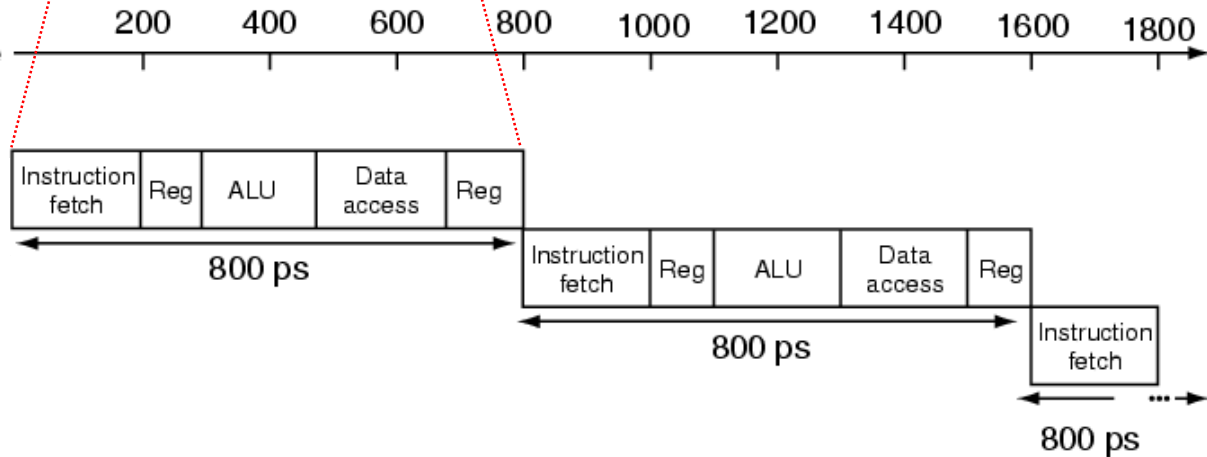 200 400 600 800 1000 1200 1400 1600 1800
Instruction
fetch
Reg
ALU
Data
access
Reg
800 ps
Instruction
fetch
Reg
ALU
Data
access
Reg
800 ps
Instruction
fetch
...
800 ps